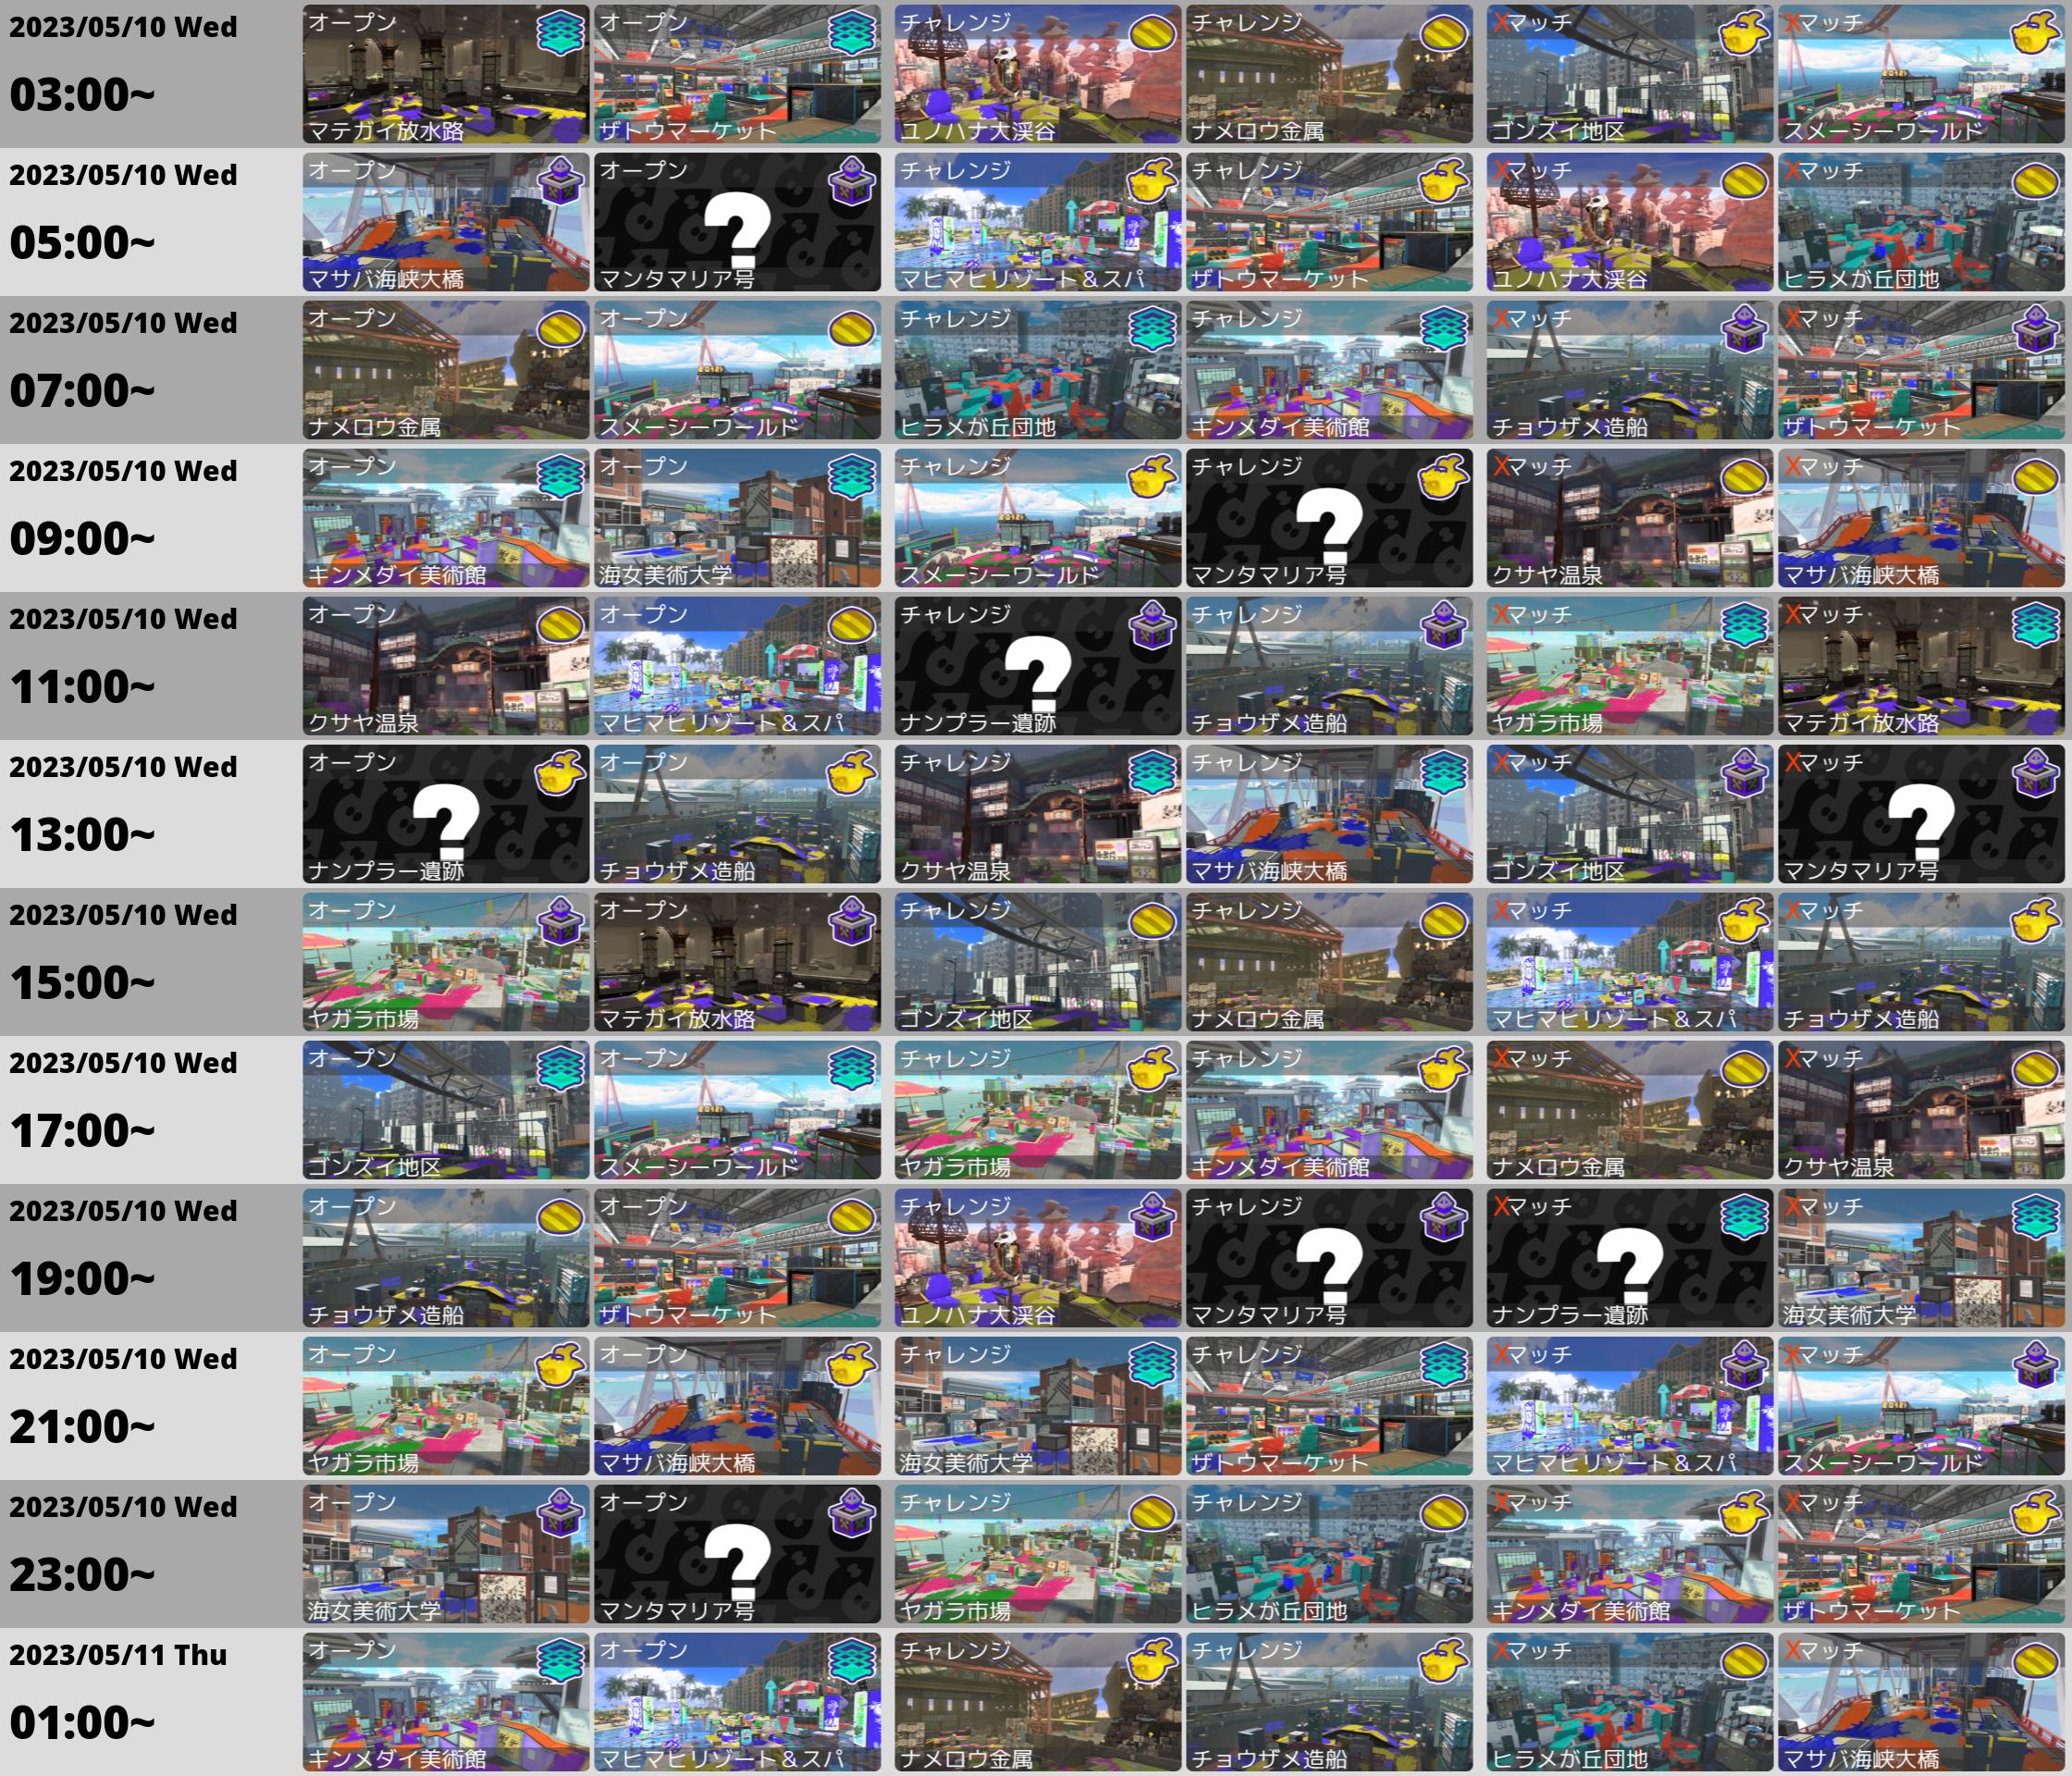 2023/05/10 Wed
03:00~
オープン
マテガイ放水路
オープン
ザトウマーケット
チャレンジ
ユノハナ大渓谷
チャレンジ
ナメロウ金属
Xマッチ
ゴンズイ地区
Xマッチ
スメーシーワールド
2023/05/10 Wed
05:00~
オープン
マサバ海峡大橋
オープン
?
マンタマリア号
チャレンジ
マヒマヒリゾート＆スパ
チャレンジ
ザトウマーケット
Xマッチ
ユノハナ大渓谷
Xマッチ
ヒラメが丘団地
2023/05/10 Wed
07:00~
オープン
ナメロウ金属
オープン
スメーシーワールド
チャレンジ
ヒラメが丘団地
チャレンジ
キンメダイ美術館
Xマッチ
チョウザメ造船
Xマッチ
ザトウマーケット
2023/05/10 Wed
09:00~
オープン
キンメダイ美術館
オープン
海女美術大学
チャレンジ
スメーシーワールド
チャレンジ
?
マンタマリア号
Xマッチ
クサヤ温泉
Xマッチ
マサバ海峡大橋
2023/05/10 Wed
11:00~
オープン
クサヤ温泉
オープン
マヒマヒリゾート＆スパ
チャレンジ
?
ナンプラー遺跡
チャレンジ
チョウザメ造船
Xマッチ
ヤガラ市場
Xマッチ
マテガイ放水路
2023/05/10 Wed
13:00~
オープン
?
ナンプラー遺跡
オープン
チョウザメ造船
チャレンジ
クサヤ温泉
チャレンジ
マサバ海峡大橋
Xマッチ
ゴンズイ地区
Xマッチ
?
マンタマリア号
2023/05/10 Wed
15:00~
オープン
ヤガラ市場
オープン
マテガイ放水路
チャレンジ
ゴンズイ地区
チャレンジ
ナメロウ金属
Xマッチ
マヒマヒリゾート＆スパ
Xマッチ
チョウザメ造船
2023/05/10 Wed
17:00~
オープン
ゴンズイ地区
オープン
スメーシーワールド
チャレンジ
ヤガラ市場
チャレンジ
キンメダイ美術館
Xマッチ
ナメロウ金属
Xマッチ
クサヤ温泉
2023/05/10 Wed
19:00~
オープン
チョウザメ造船
オープン
ザトウマーケット
チャレンジ
ユノハナ大渓谷
チャレンジ
?
マンタマリア号
Xマッチ
?
ナンプラー遺跡
Xマッチ
海女美術大学
2023/05/10 Wed
21:00~
オープン
ヤガラ市場
オープン
マサバ海峡大橋
チャレンジ
海女美術大学
チャレンジ
ザトウマーケット
Xマッチ
マヒマヒリゾート＆スパ
Xマッチ
スメーシーワールド
2023/05/10 Wed
23:00~
オープン
海女美術大学
オープン
?
マンタマリア号
チャレンジ
ヤガラ市場
チャレンジ
ヒラメが丘団地
Xマッチ
キンメダイ美術館
Xマッチ
ザトウマーケット
2023/05/11 Thu
01:00~
オープン
キンメダイ美術館
オープン
マヒマヒリゾート＆スパ
チャレンジ
ナメロウ金属
チャレンジ
チョウザメ造船
Xマッチ
ヒラメが丘団地
Xマッチ
マサバ海峡大橋